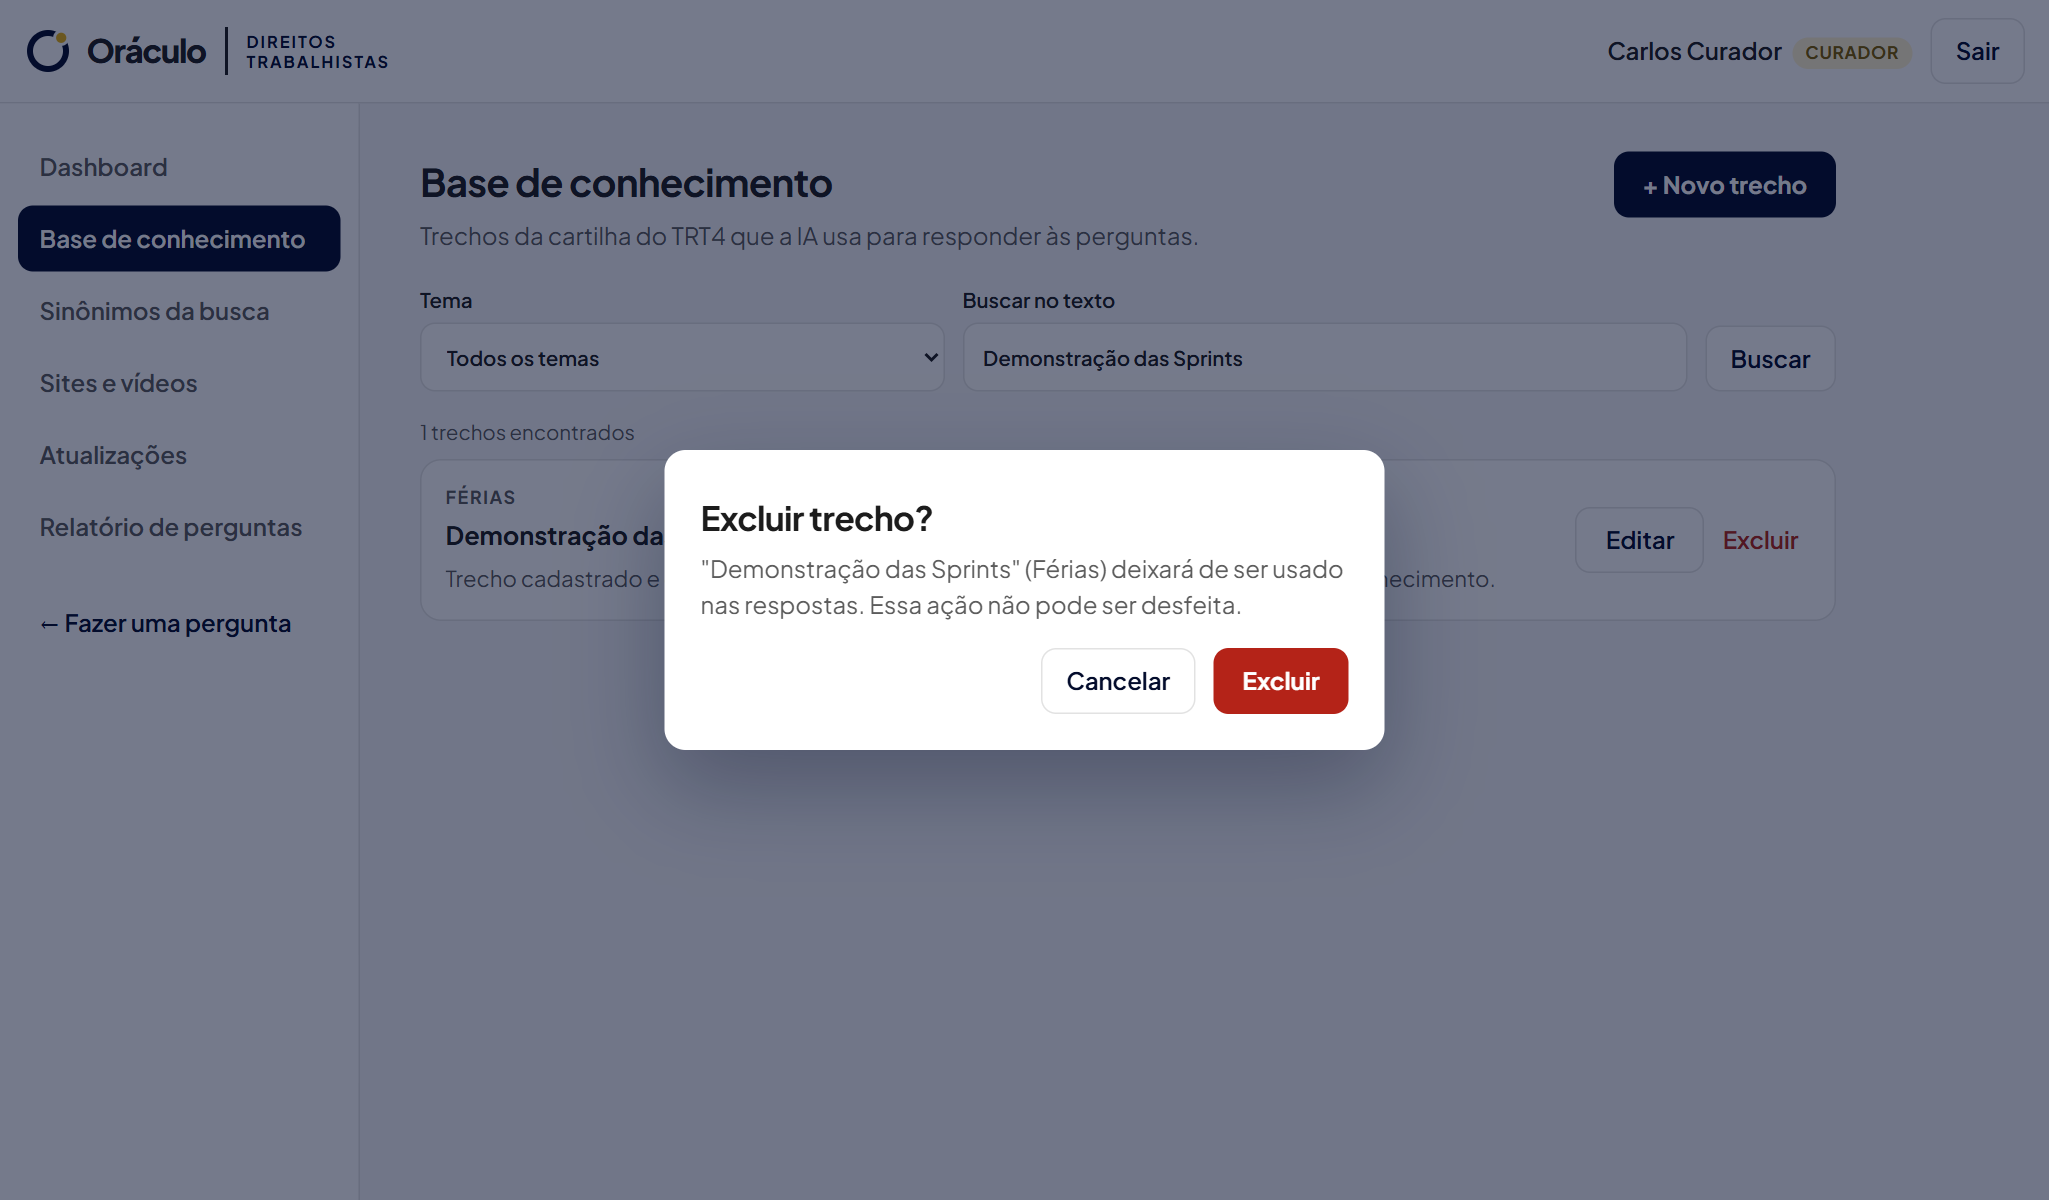 Oráculo
DIREITOS
TRABALHISTAS
Carlos Curador
CURADOR
Sair
Dashboard
Base de conhecimento
Sinônimos da busca
Sites e vídeos
Atualizações
Relatório de perguntas
← Fazer uma pergunta
Base de conhecimento
+ Novo trecho
Trechos da cartilha do TRT4 que a IA usa para responder às perguntas.
Tema
Buscar no texto
Todos os temas
Demonstração das Sprints
Buscar
1 trechos encontrados
FÉRIAS
Demonstração da
Trecho cadastrado e
hecimento.
Editar
Excluir
Excluir trecho?
"Demonstração das Sprints" (Férias) deixará de ser usado
nas respostas. Essa ação não pode ser desfeita.
Cancelar
Excluir